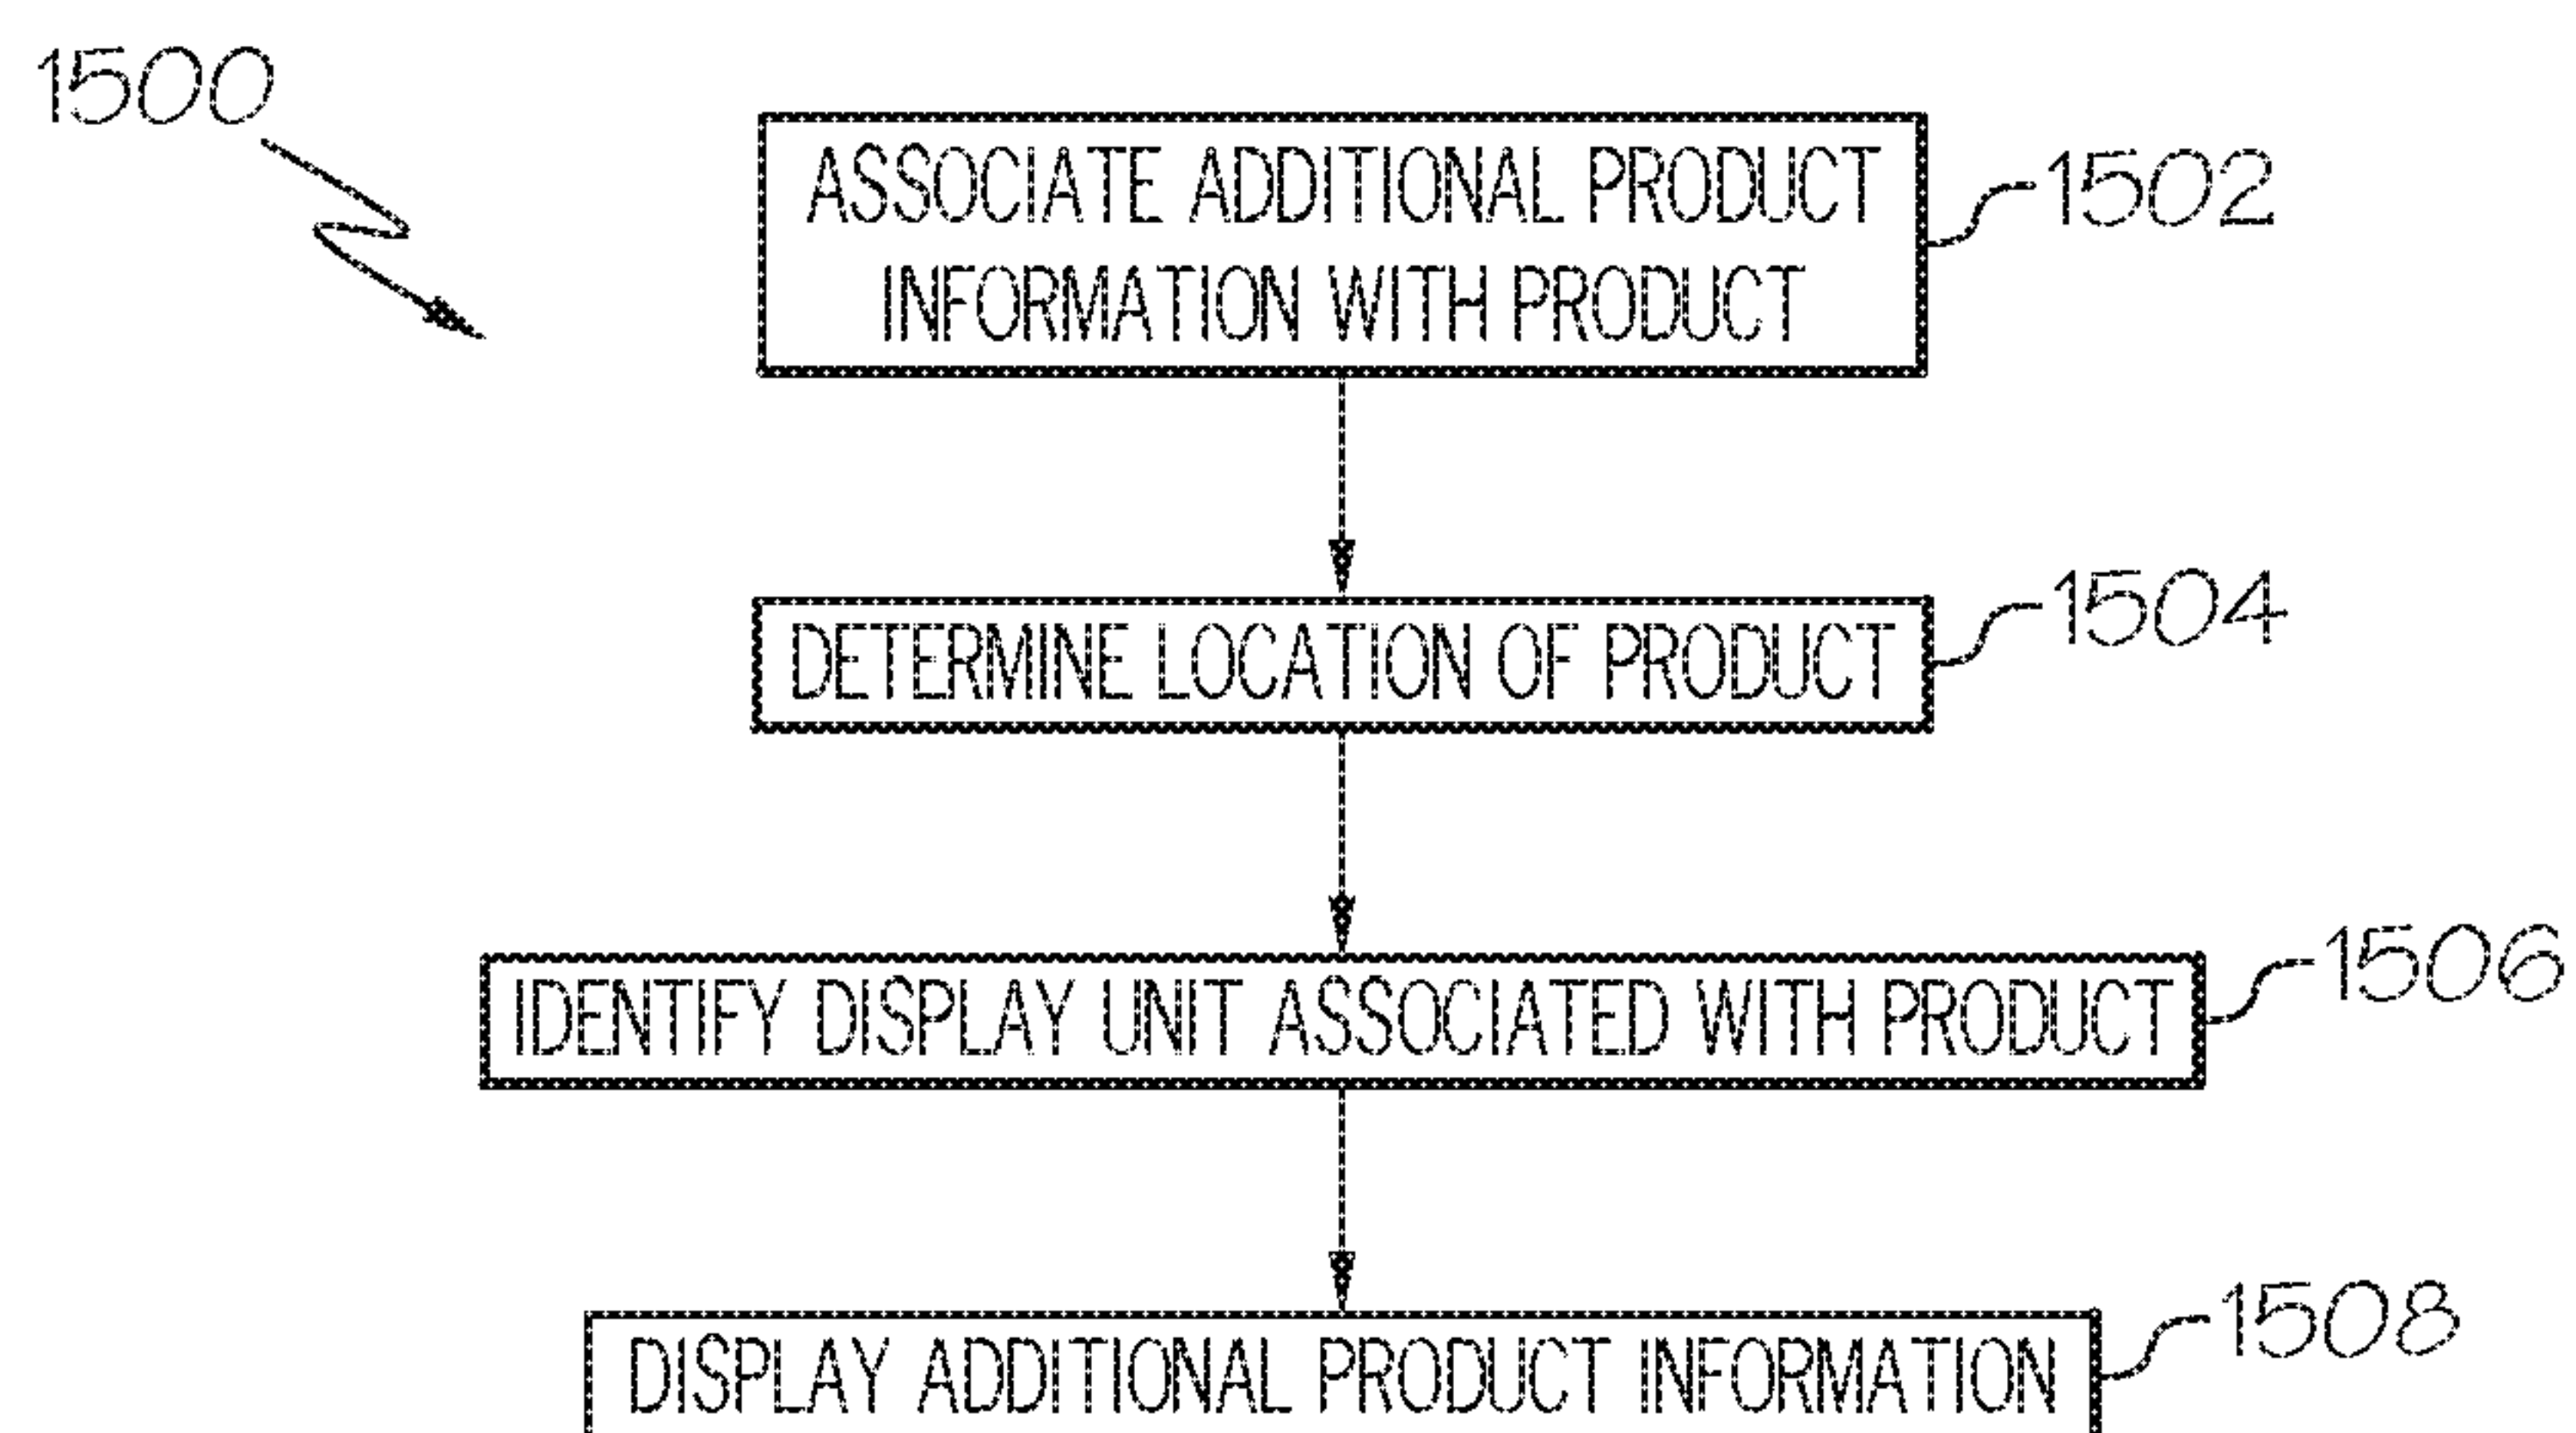 1500
ASSOCIATE ADDITIONAL PRODUCT
INFORMATION WITH PRODUCT
1502
DETERMINE LOCATION OF PRODUCT
1504
IDENTIFY DISPLAY UNIT ASSOCIATED WITH PRODUCT
1506
DISPLAY ADDITIONAL PRODUCT INFORMATION
1508